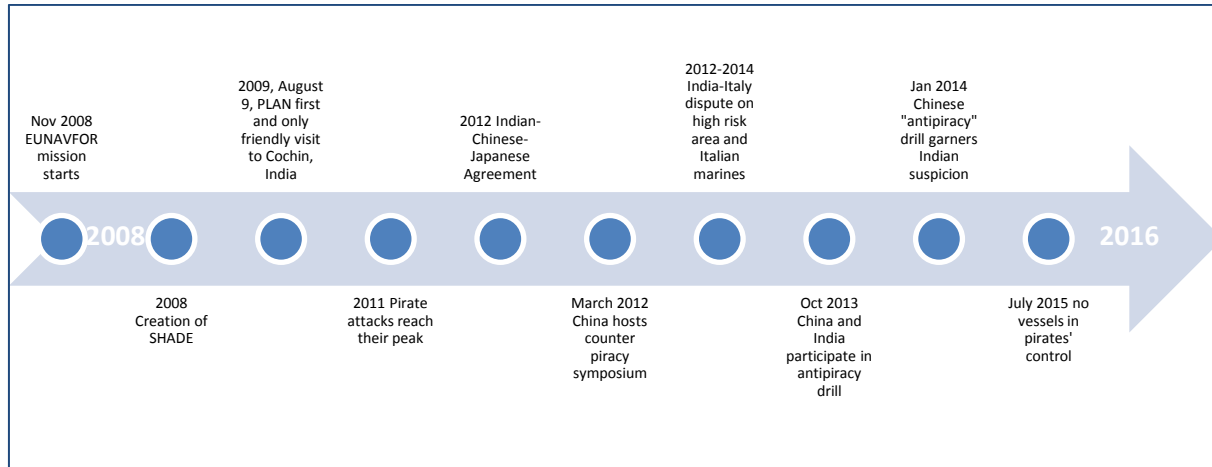 Nov 2008
EUNAVFOR
mission
starts
2008
2008
Creation of
SHADE
2009, August
9, PLAN first
and only
friendly visit
to Cochin,
India
2011 Pirate
attacks reach
their peak
2012 Indian-
Chinese-
Japanese
Agreement
March 2012
China hosts
counter
piracy
symposium
2012-2014
India-Italy
dispute on
high risk
area and
Italian
marines
Oct 2013
China and
India
participate in
antipiracy
drill
Jan 2014
Chinese
"antipiracy"
drill garners
Indian
suspicion
July 2015 no
vessels in
pirates'
control
2016